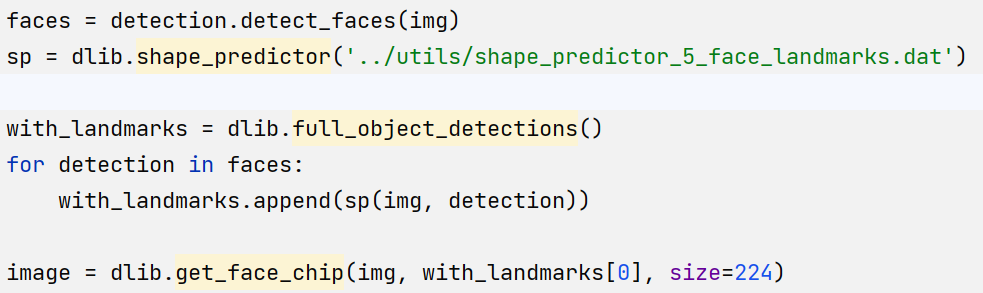 faces = detection.detect_faces(img)
sp = dlib.shape_predictor('../utils/shape_predictor_5_face_landmarks.dat')
with_landmarks = dlib.full_object_detections()
for detection in faces:
    with_landmarks.append(sp(img, detection))
image = dlib.get_face_chip(img, with_landmarks[0], size=224)